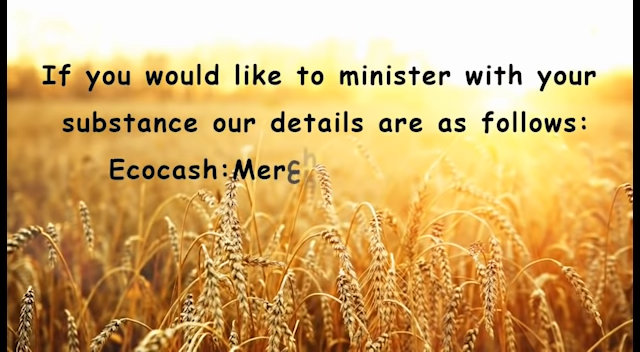 If you would like to minister with your
substance our details are as follows:
Ecocash:Mer